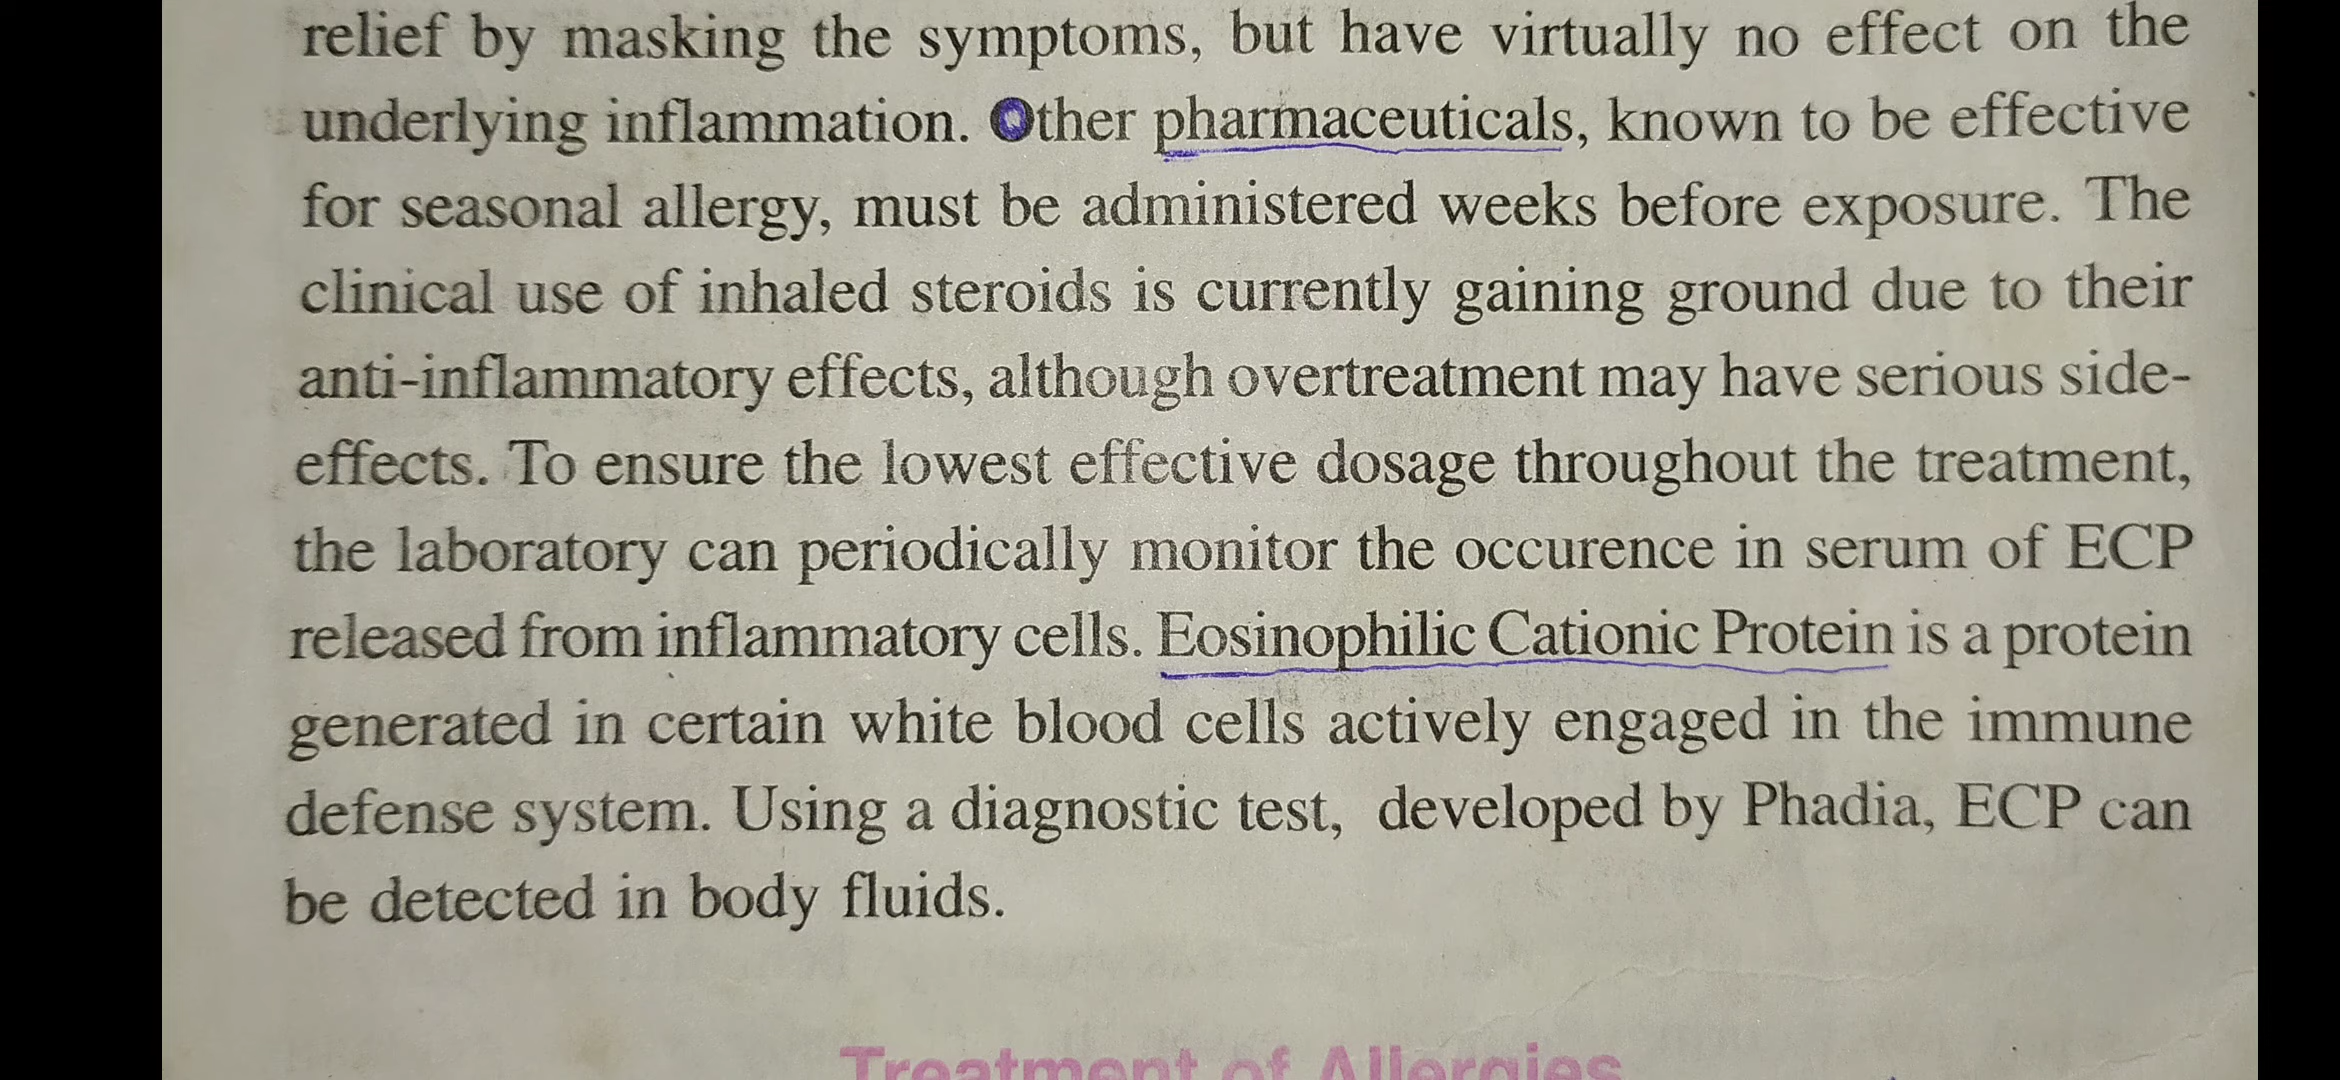 relief by masking the symptoms, but have virtually no effect on the
underlying inflammation. Other pharmaceuticals, known to be effective
for seasonal allergy, must be administered weeks before exposure. The
clinical use of inhaled steroids is currently gaining ground due to their
anti-inflammatory effects, although overtreatment may have serious side-
effects. To ensure the lowest effective dosage throughout the treatment,
the laboratory can periodically monitor the occurence in serum of ECP
released from inflammatory cells. Eosinophilic Cationic Protein is a protein
generated in certain white blood cells actively engaged in the immune
defense system. Using a diagnostic test, developed by Phadia, ECP can
be detected in body fluids.
Treatment of Allergies